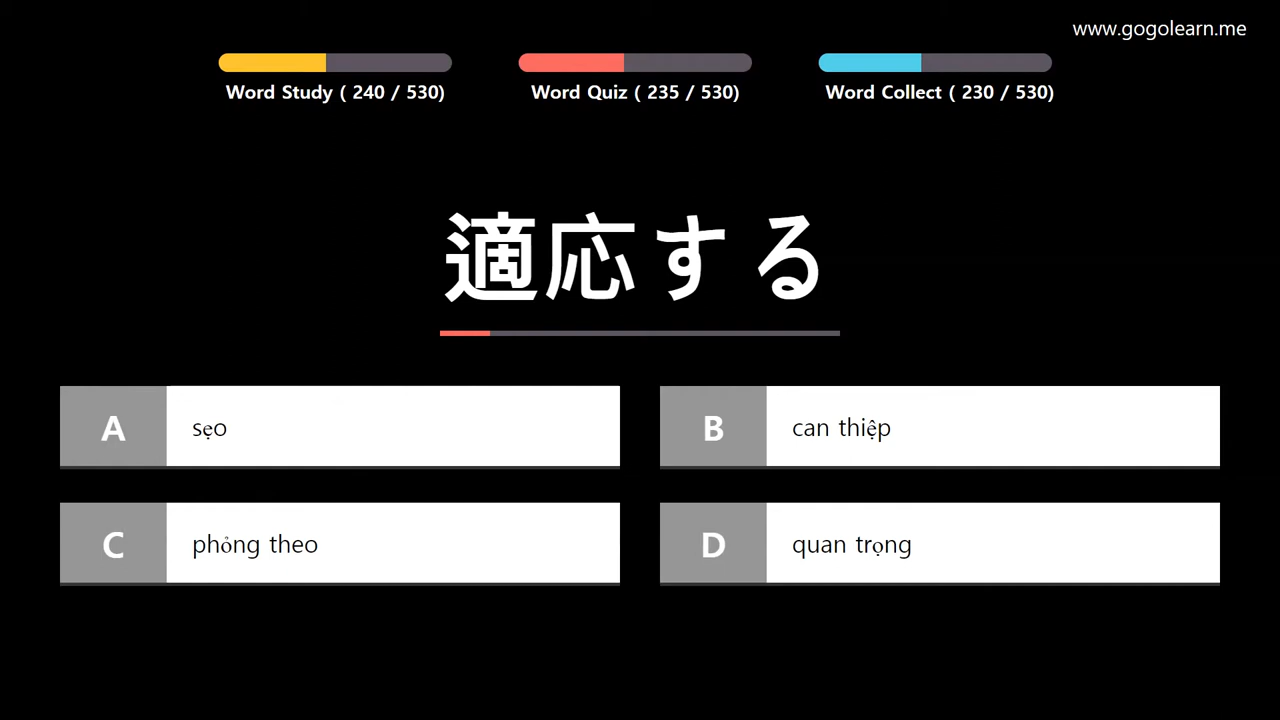 www.gogolearn.me
Word Study ( 240 / 530)
Word Quiz ( 235 / 530)
Word Collect ( 230 / 530)
適応する
A
sẹo
B
can thiệp
C
phỏng theo
D
quan trọng